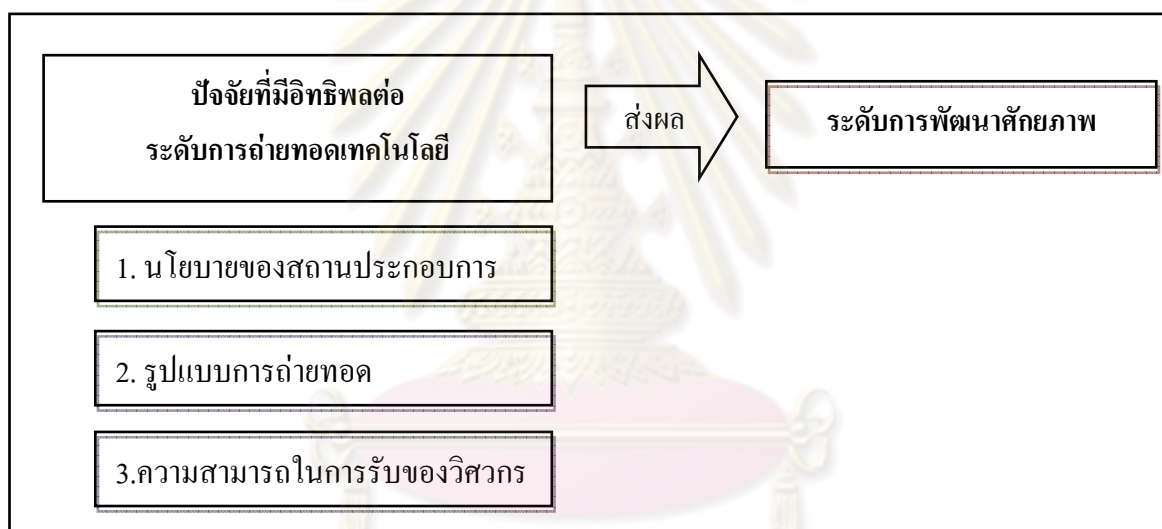 ปัจจัยที่มีอิทธิพลต่อ
ระดับการถ่ายทอดเทคโนโลยี
ส่งผล
ระดับการพัฒนาศักยภาพ
1. นโยบายของสถานประกอบการ
2. รูปแบบการถ่ายทอด
3.ความสามารถในการรับของวิศวกร